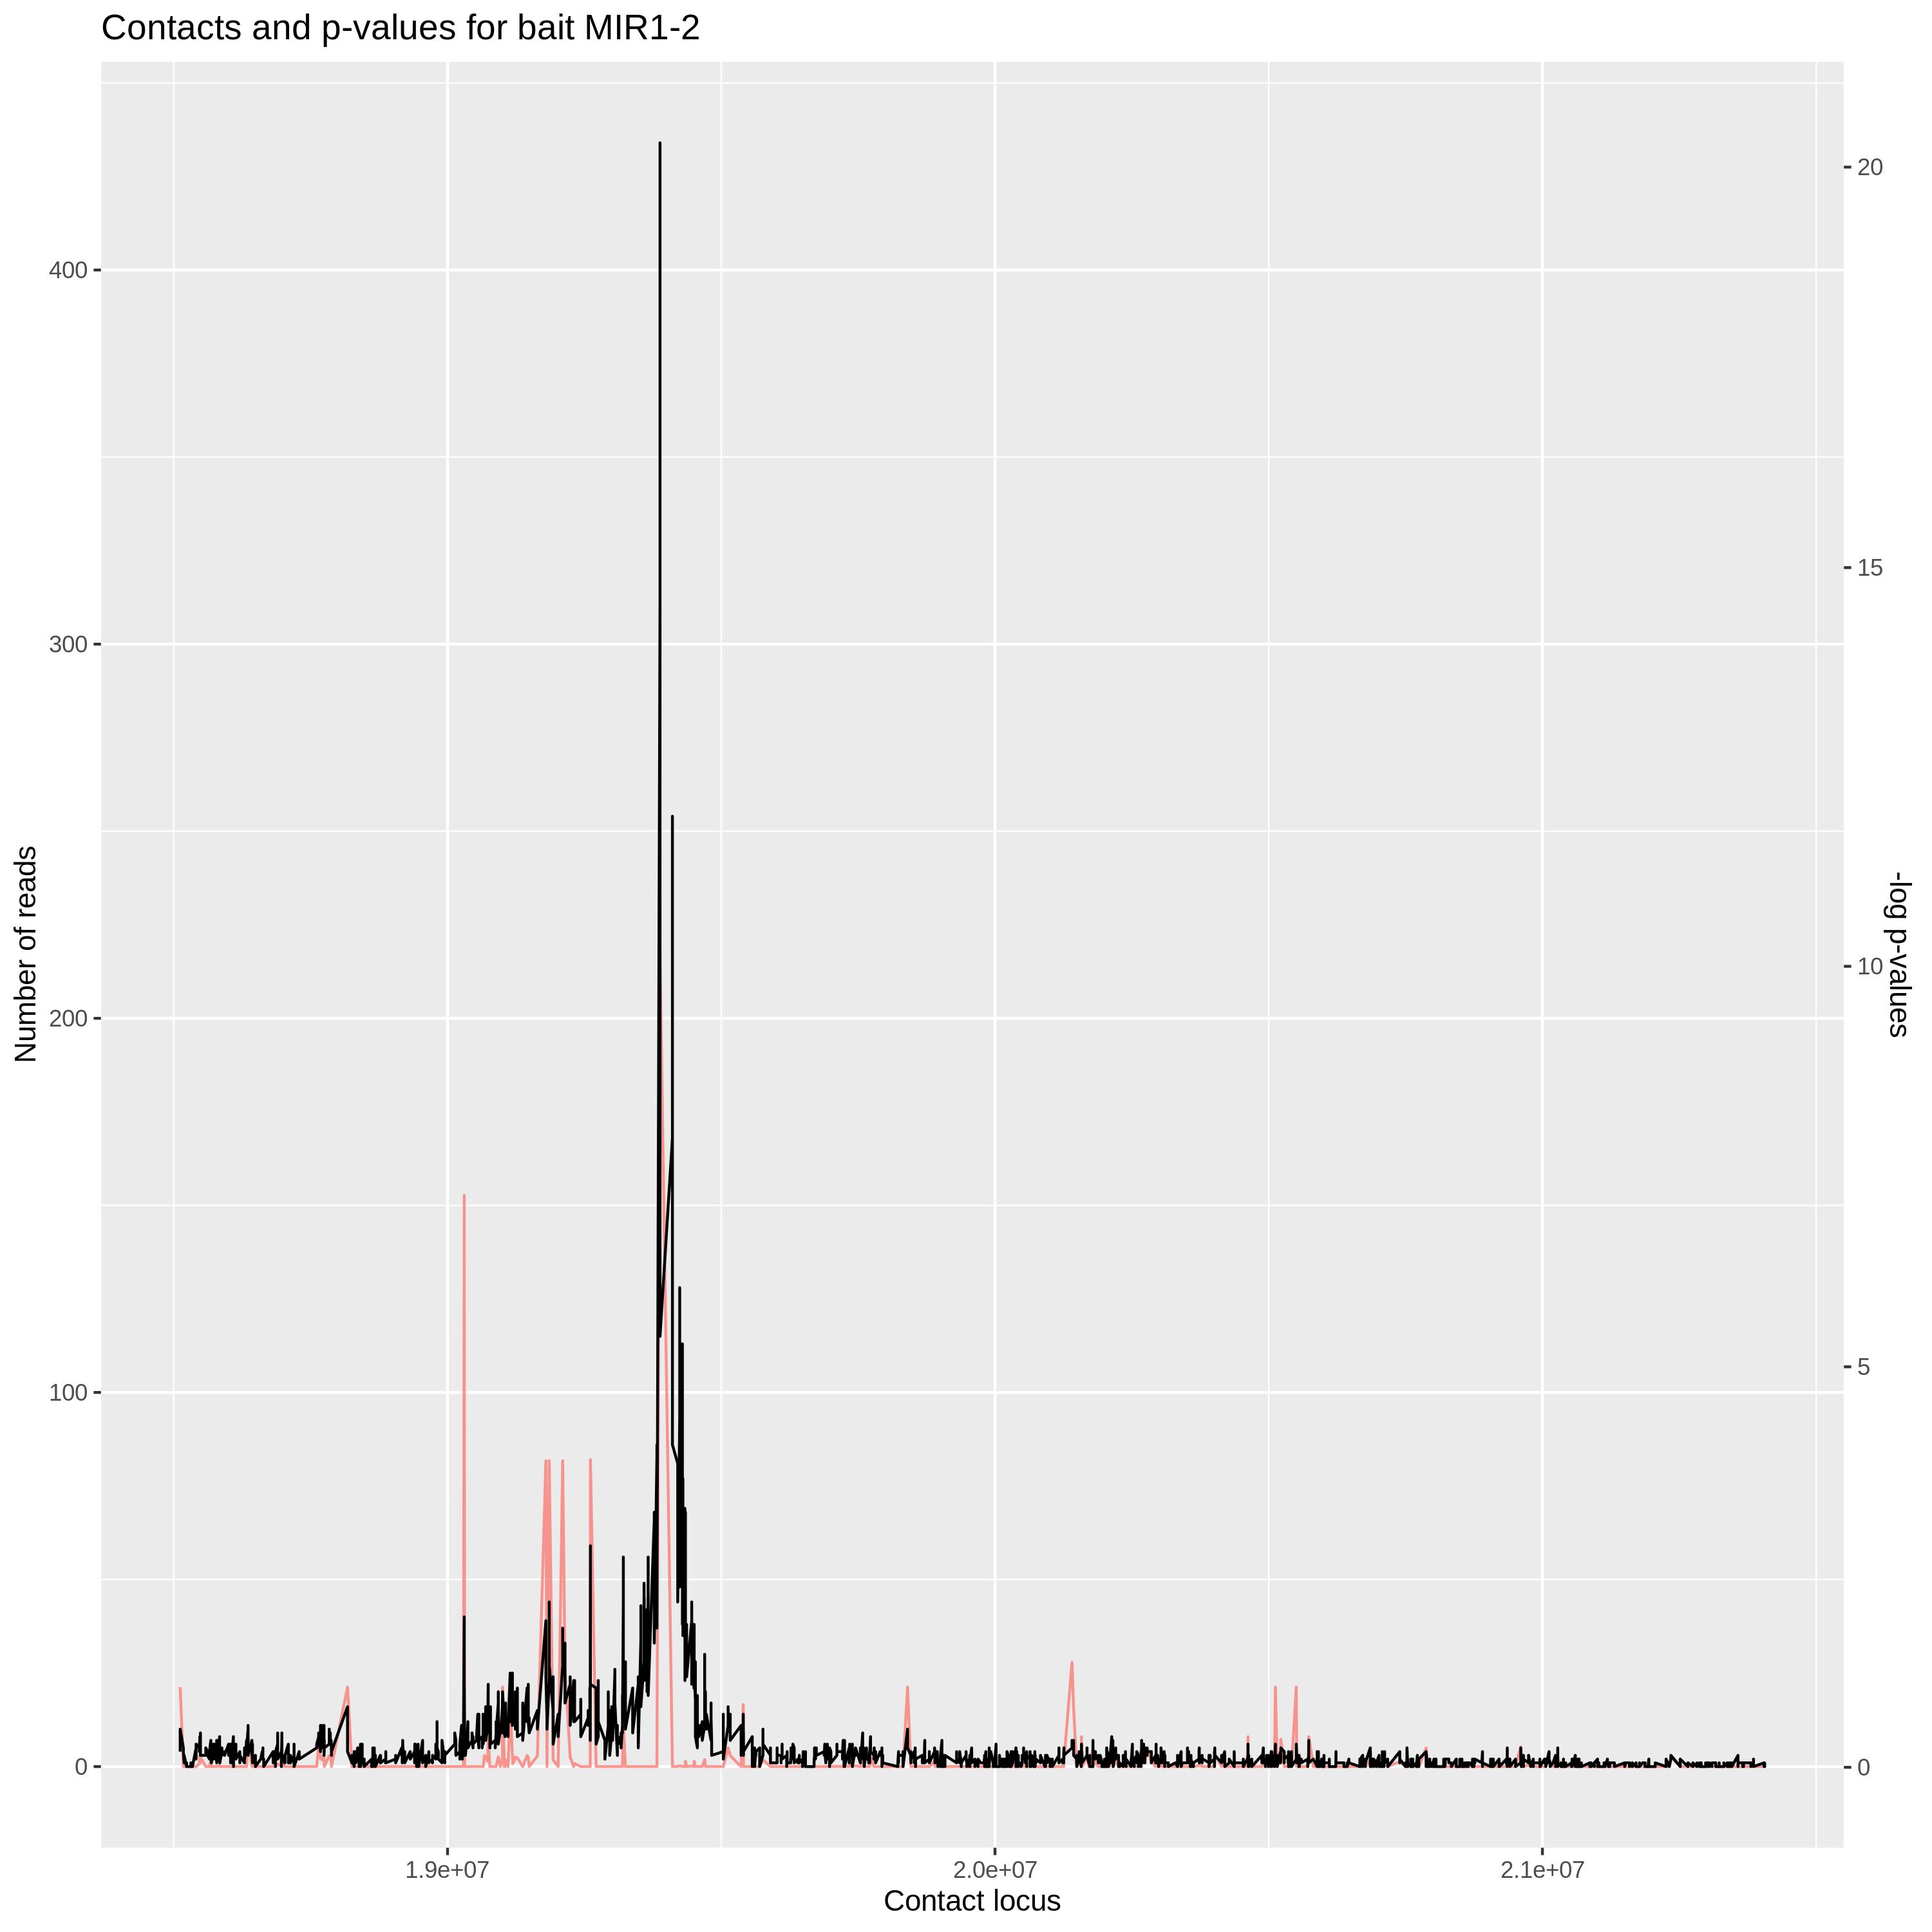 Contacts and p-values for bait MIR1-2
Number of reads
400
300
200
100
0
20
15
10
5
0
-log p-values
1.9e+07
2.0e+07
2.1e+07
Contact locus